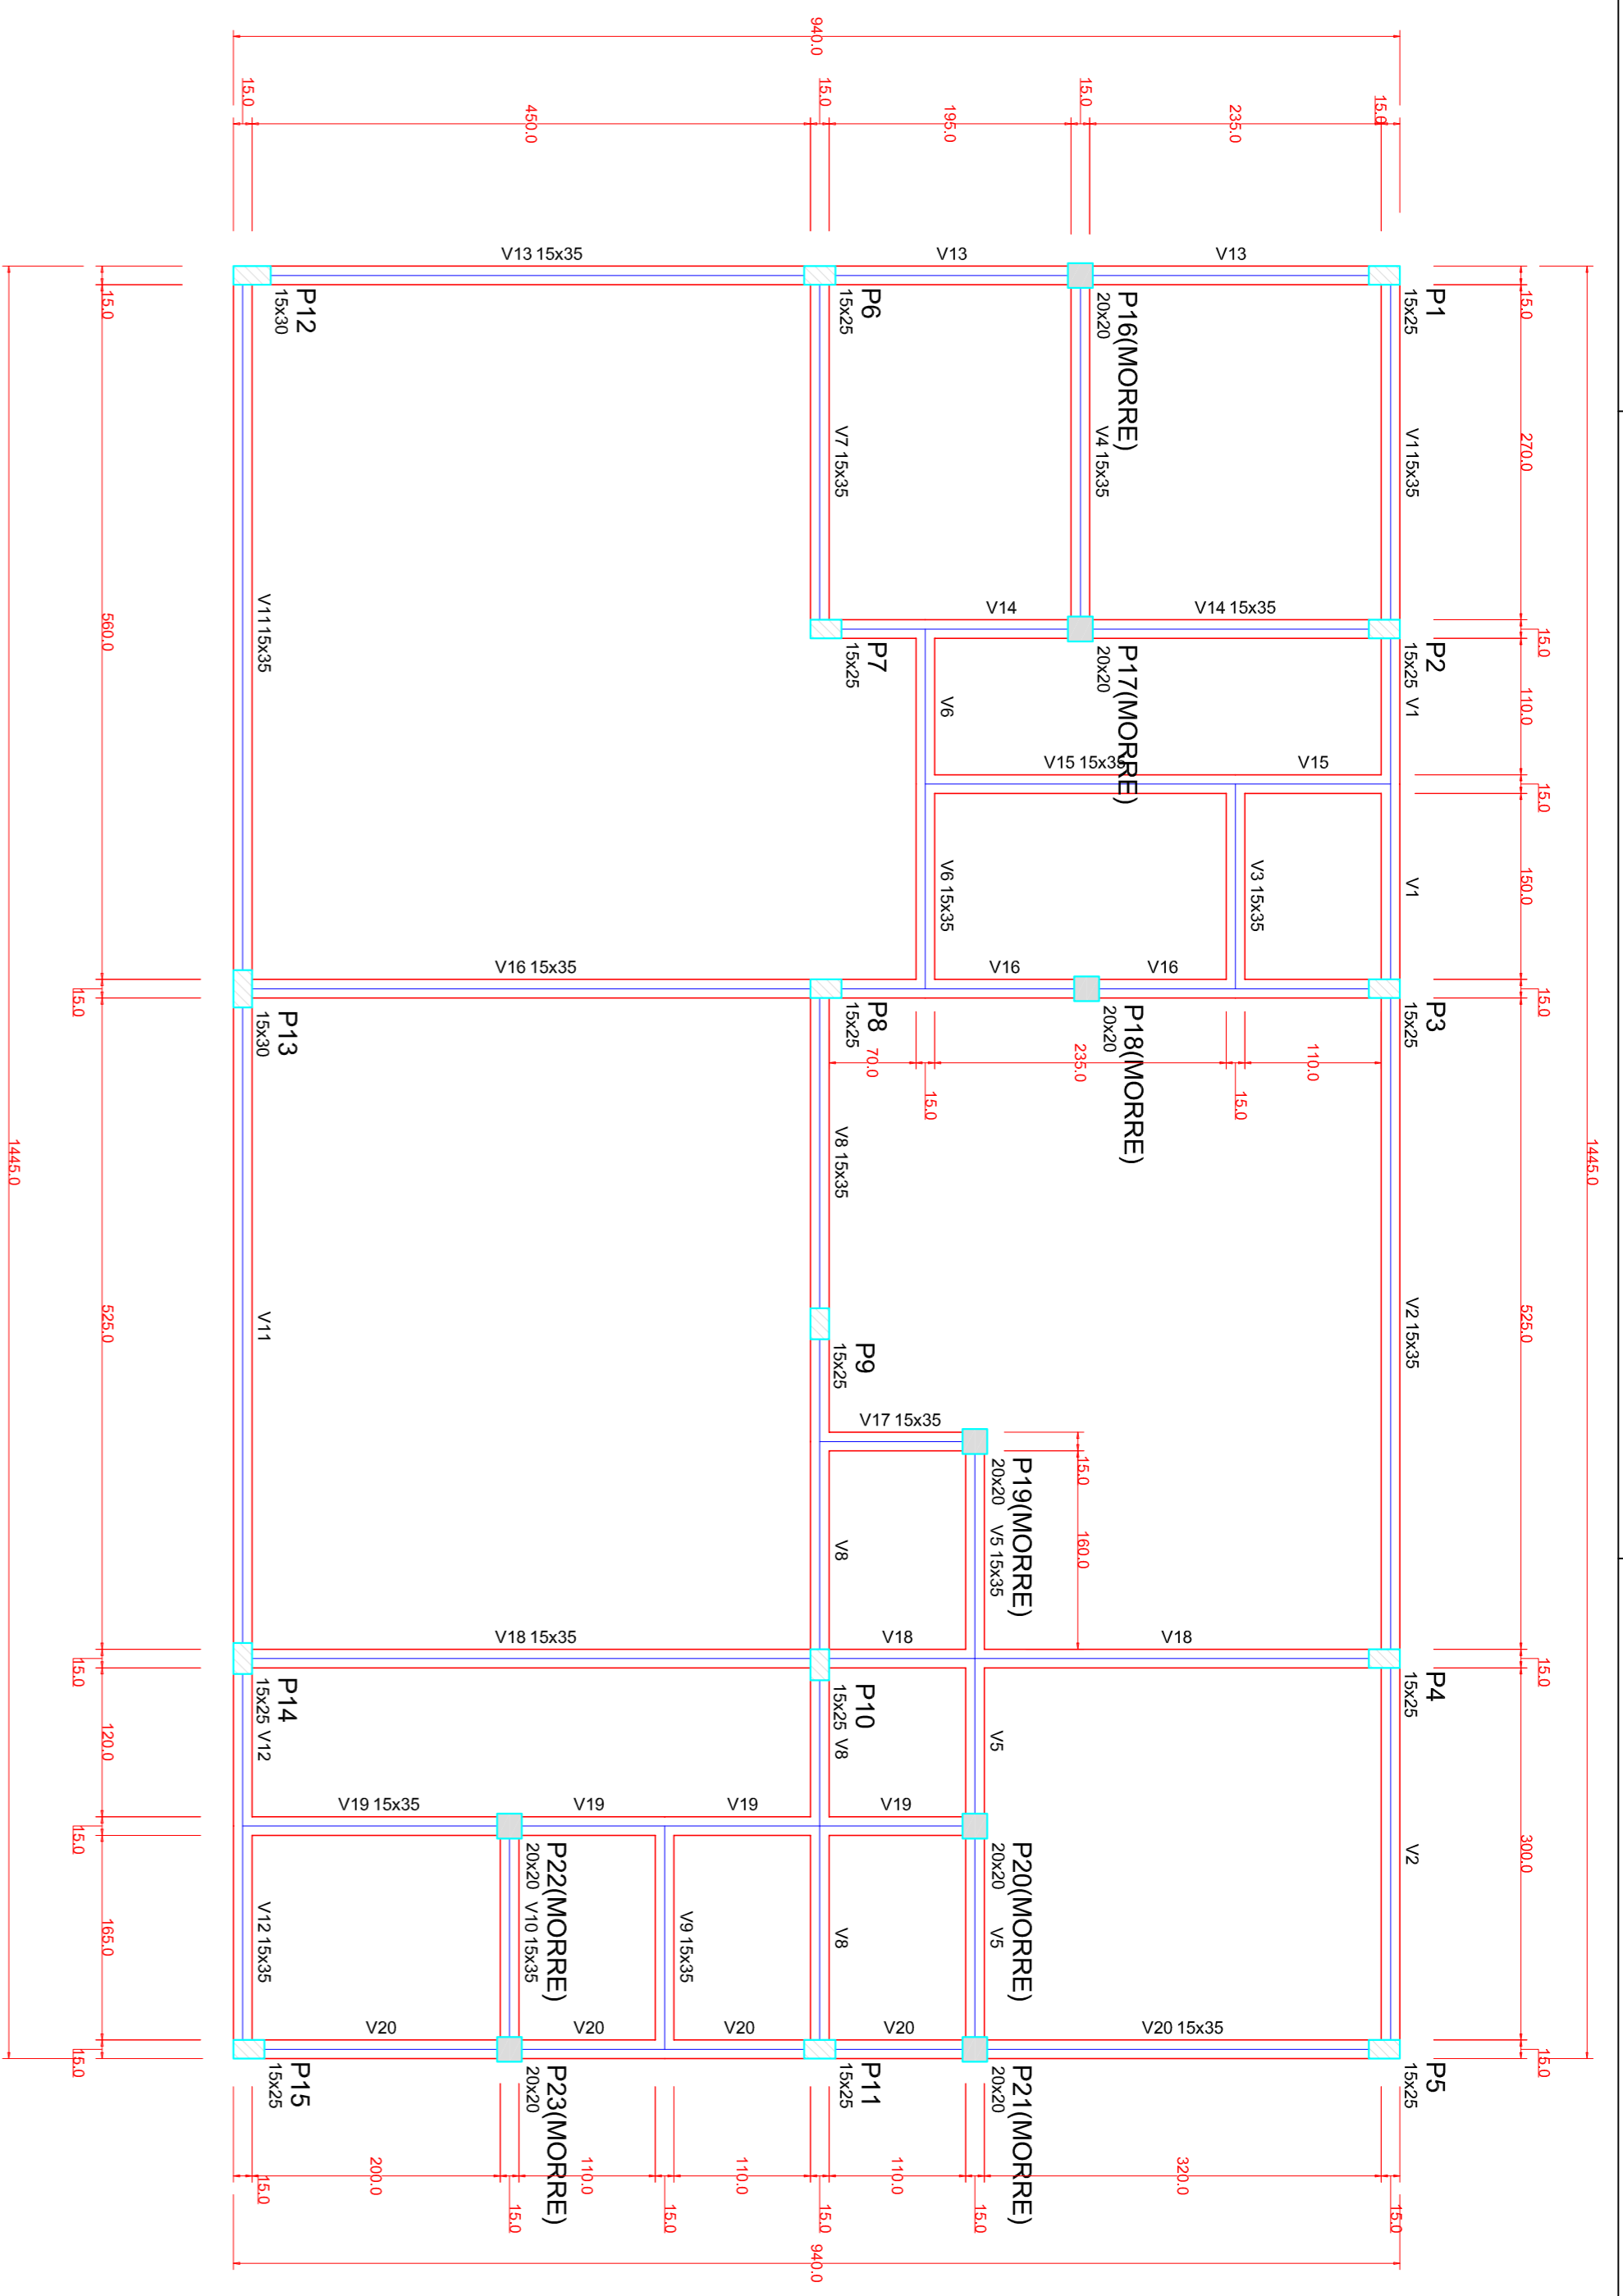 1445.0
15.0
270.0
15.0
110.0
15.0
150.0
15.0
525.0
15.0
300.0
15.0
P1
15x25
V1 15x35
P2
15x25
V1
V1
P3
15x25
V2 15x35
P4
15x25
V2
P5
15x25
940.0
15.0
235.0
15.0
195.0
15.0
450.0
15.0
V13
V13
V13 15x35
V14 15x35
V14
V15
V15 15x35
V3 15x35
110.0
15.0
235.0
15.0
70.0
P16(MORRE)
20x20
V4 15x35
P17(MORRE)
20x20
P18(MORRE)
20x20
V16
V16
V6
V6 15x35
P19(MORRE)
20x20
V5 15x35
15.0
160.0
V5
P20(MORRE)
20x20
V5
P21(MORRE)
20x20
V17 15x35
V18
V18
V19
V20 15x35
V20
P6
15x25
V7 15x35
P7
15x25
P8
15x25
V8 15x35
P9
15x25
V8
P10
15x25
V8
V8
P11
15x25
V16 15x35
V18 15x35
V19
V19
V19 15x35
V9 15x35
V20
V20
V20
P22(MORRE)
20x20
V10 15x35
P23(MORRE)
20x20
P12
15x30
V11 15x35
P13
15x30
V11
P14
15x25
V12
V12 15x35
P15
15x25
15.0
320.0
15.0
110.0
15.0
110.0
15.0
110.0
15.0
200.0
15.0
940.0
15.0
560.0
15.0
525.0
15.0
120.0
15.0
165.0
15.0
1445.0